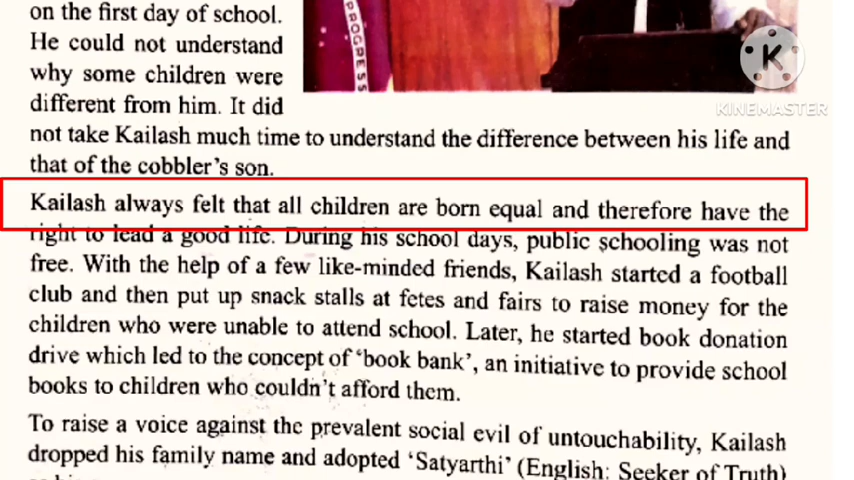 on the first day of school.
He could not understand
why some children were
different from him. It did
not take Kailash much time to understand the difference between his life and
that of the cobbler's son.
Kailash always felt that all children are born equal and therefore have the
right to lead a good life. During his school days, public schooling was not
free. With the help of a few like-minded friends, Kailash started a football
club and then put up snack stalls at fetes and fairs to raise money for the
children who were unable to attend school. Later, he started book donation
drive which led to the concept of 'book bank', an initiative to provide school
books to children who couldn't afford them.
To raise a voice against the prevalent social evil of untouchability, Kailash
dropped his family name and adopted 'Satyarthi' (English: Seeker of Truth)
PROGRESS
K
KINEMASTER